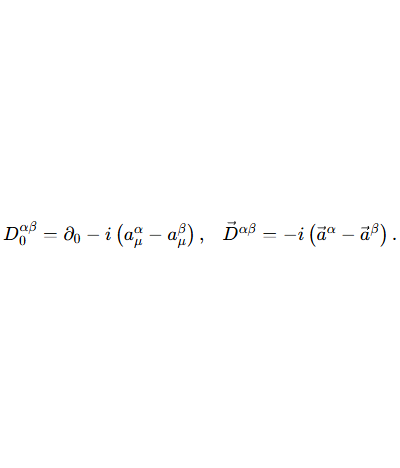 $D_0^{\alpha\beta} = \partial_0 - i\left(a_\mu^\alpha - a_\mu^\beta\right), \quad \vec{D}^{\alpha\beta} = -i\left(\vec{a}^\alpha - \vec{a}^\beta\right).$